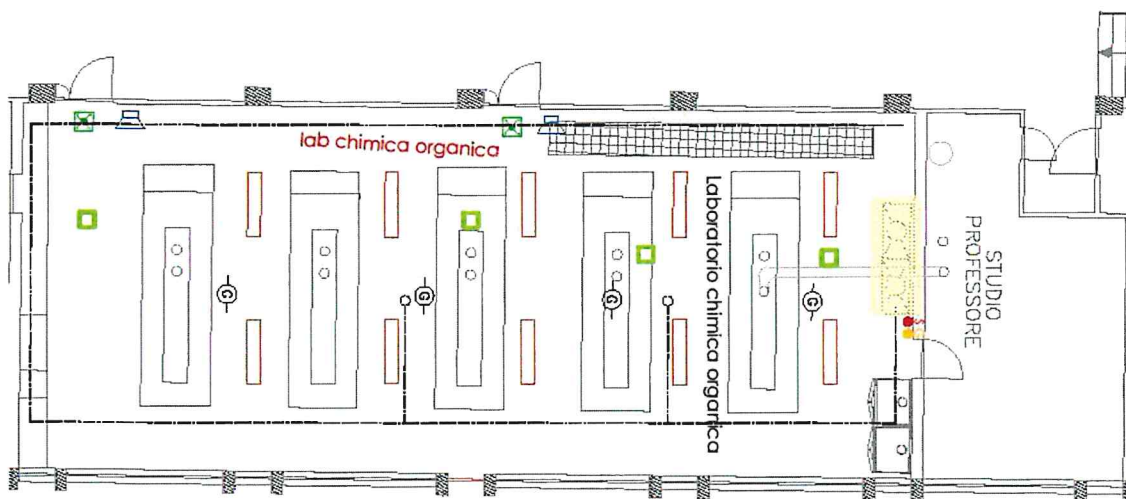 lab chimica organica
Laboratorio chimica organica
STUDIO
PROFESSORE
G
G
G
G